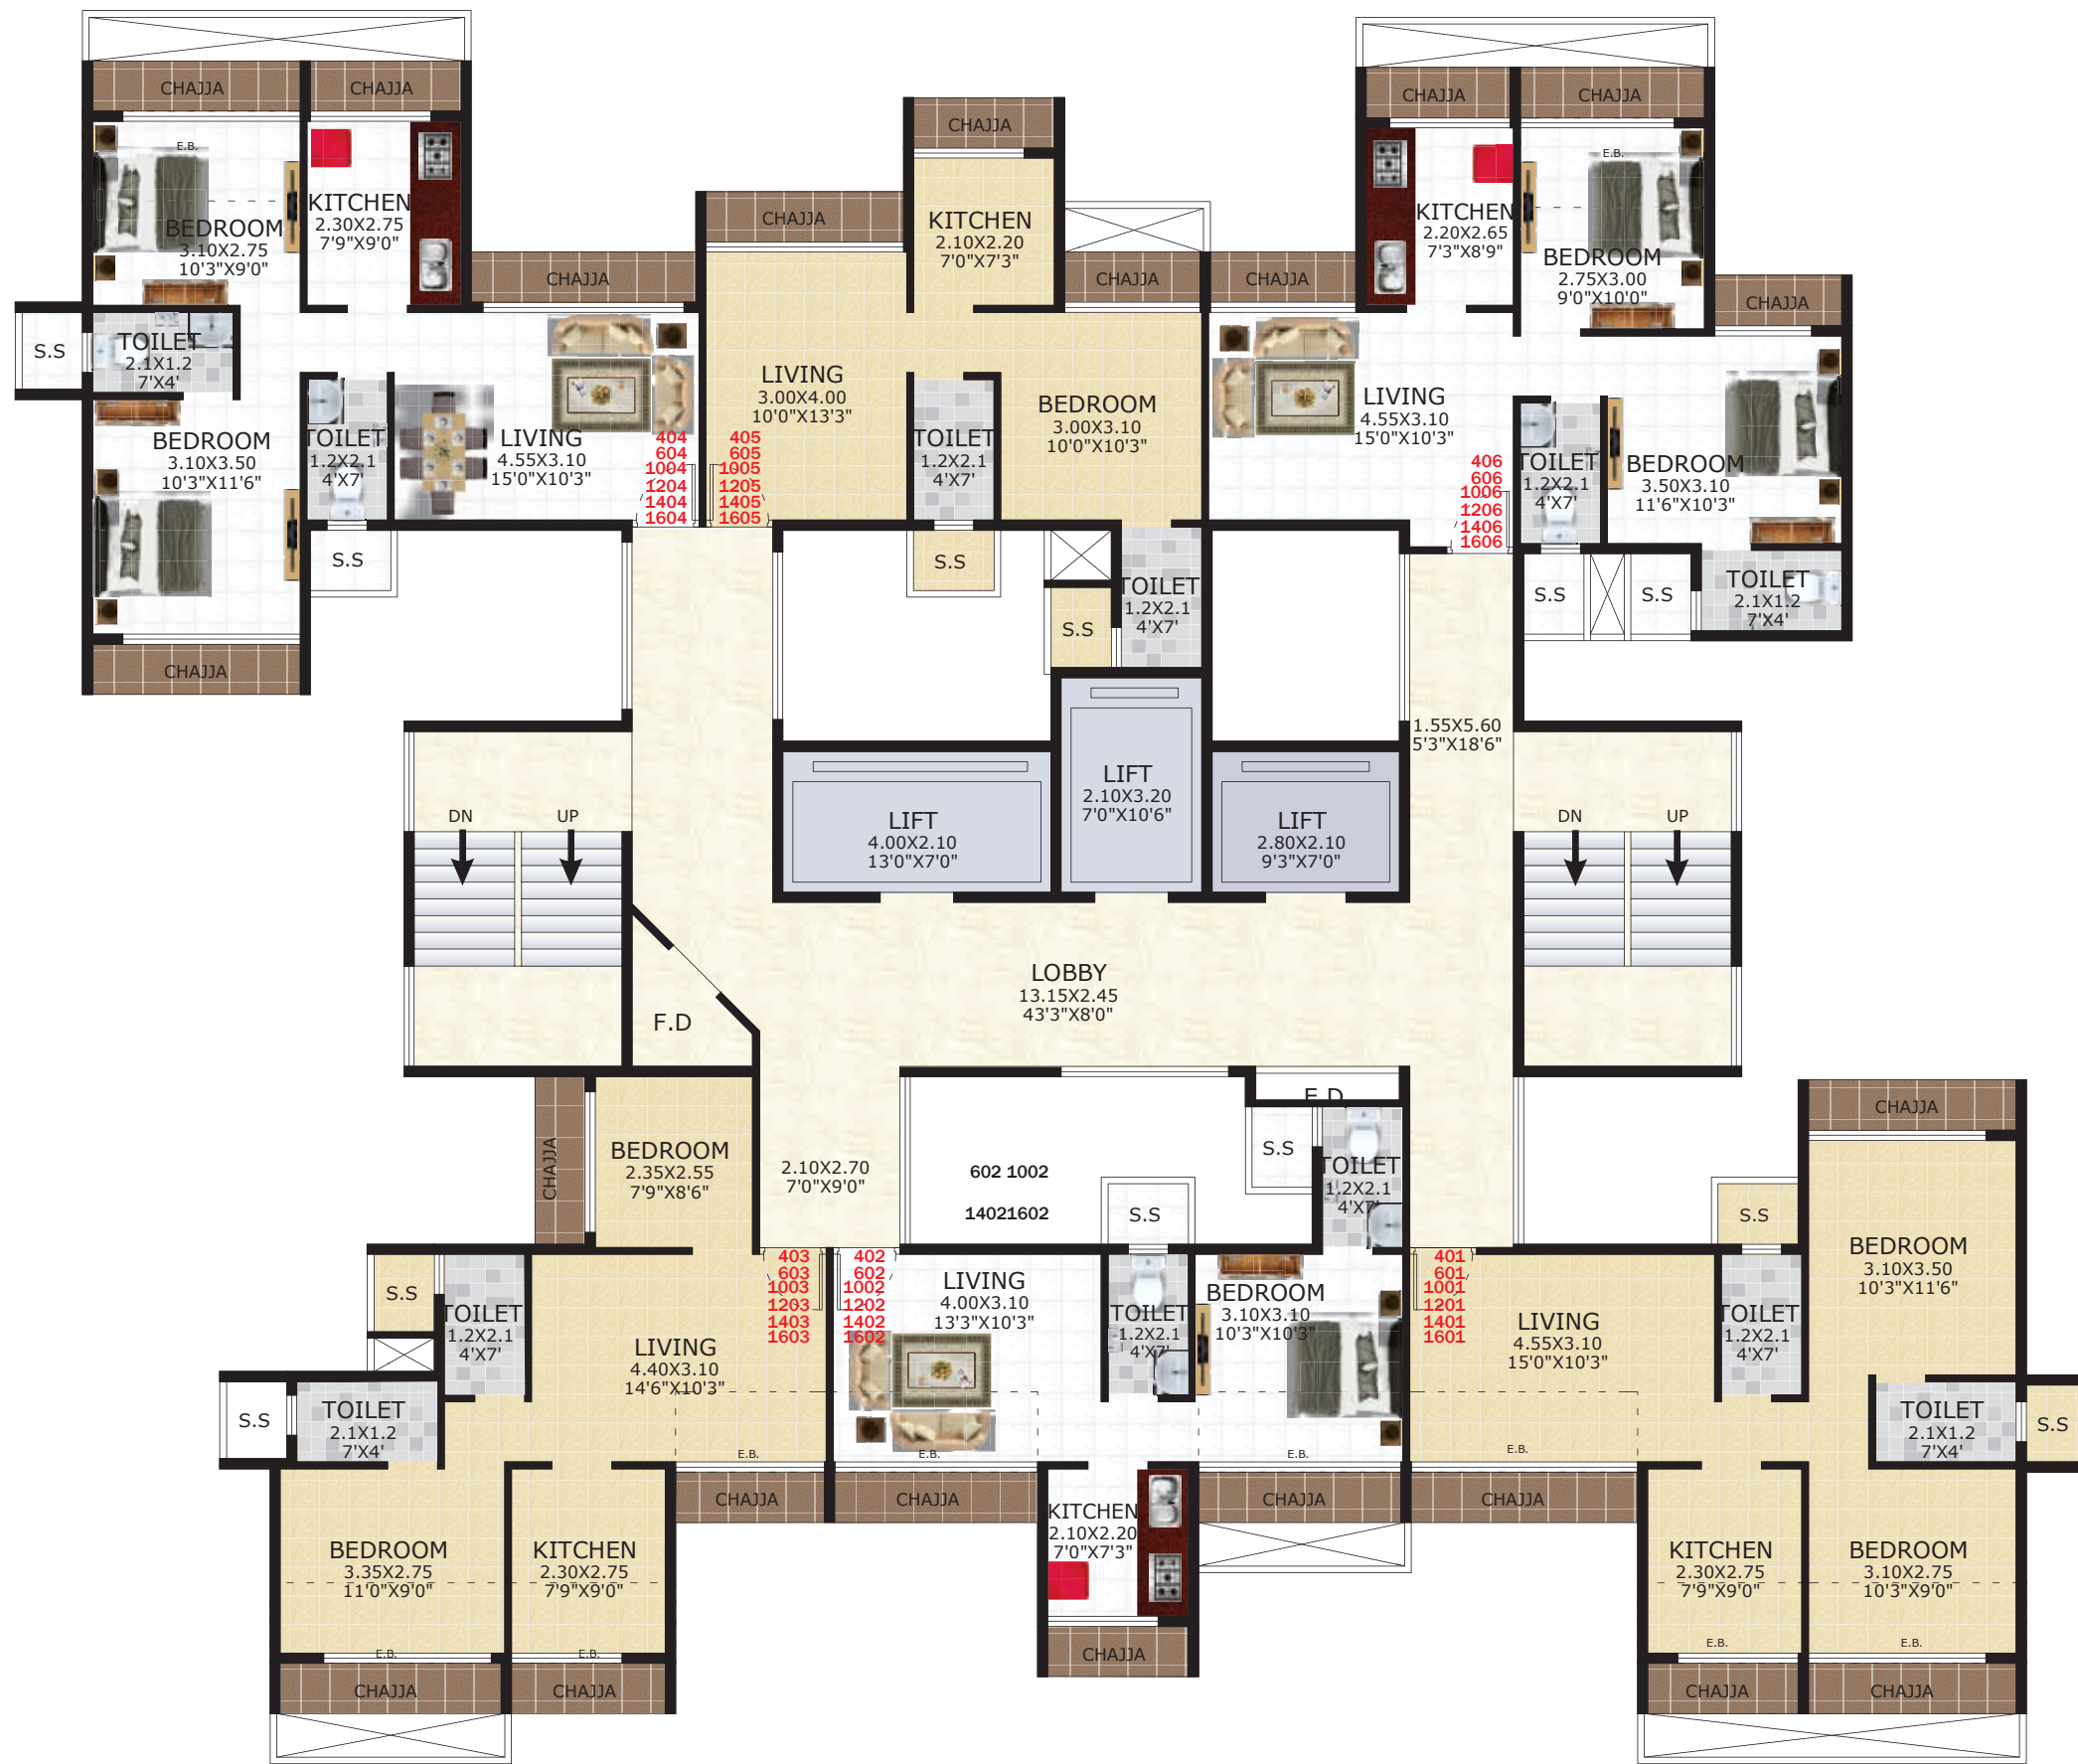 CHAJJA
CHAJJA
E.B.
BEDROOM
3.10X2.75
10'3"X9'0"
KITCHEN
2.30X2.75
7'9"X9'0"
CHAJJA
S.S
TOILET
2.1X1.2
7'X4'
BEDROOM
3.10X3.50
10'3"X11'6"
TOILET
1.2X2.1
4'X7'
LIVING
4.55X3.10
15'0"X10'3"
404
604
1004
1204
1404
1604
S.S
CHAJJA
CHAJJA
CHAJJA
KITCHEN
2.10X2.20
7'0"X7'3"
CHAJJA
LIVING
3.00X4.00
10'0"X13'3"
405
605
1005
1205
1405
1605
TOILET
1.2X2.1
4'X7'
BEDROOM
3.00X3.10
10'0"X10'3"
S.S
TOILET
1.2X2.1
4'X7'
S.S
CHAJJA
CHAJJA
CHAJJA
KITCHEN
2.20X2.65
7'3"X8'9"
E.B.
BEDROOM
2.75X3.00
9'0"X10'0"
CHAJJA
LIVING
4.55X3.10
15'0"X10'3"
406
606
1006
1206
1406
1606
TOILET
1.2X2.1
4'X7'
BEDROOM
3.50X3.10
11'6"X10'3"
S.S
S.S
TOILET
2.1X1.2
7'X4'
1.55X5.60
5'3"X18'6"
DN
UP
LIFT
4.00X2.10
13'0"X7'0"
LIFT
2.10X3.20
7'0"X10'6"
LIFT
2.80X2.10
9'3"X7'0"
DN
UP
LOBBY
13.15X2.45
43'3"X8'0"
F.D
F.D
CHAJJA
BEDROOM
2.35X2.55
7'9"X8'6"
2.10X2.70
7'0"X9'0"
602 1002
14021602
S.S
S.S
TOILET
1.2X2.1
4'X7'
CHAJJA
S.S
BEDROOM
3.10X3.50
10'3"X11'6"
403
603
1003
1203
1403
1603
402
602
1002
1202
1402
1602
LIVING
4.00X3.10
13'3"X10'3"
TOILET
1.2X2.1
4'X7'
BEDROOM
3.10X3.10
10'3"X10'3"
401
601
1001
1201
1401
1601
LIVING
4.55X3.10
15'0"X10'3"
TOILET
1.2X2.1
4'X7'
S.S
TOILET
1.2X2.1
4'X7'
LIVING
4.40X3.10
14'6"X10'3"
S.S
TOILET
2.1X1.2
7'X4'
TOILET
2.1X1.2
7'X4'
S.S
E.B.
E.B.
E.B.
E.B.
CHAJJA
CHAJJA
KITCHEN
2.10X2.20
7'0"X7'3"
CHAJJA
CHAJJA
BEDROOM
3.35X2.75
11'0"X9'0"
KITCHEN
2.30X2.75
7'9"X9'0"
KITCHEN
2.30X2.75
7'9"X9'0"
BEDROOM
3.10X2.75
10'3"X9'0"
E.B.
E.B.
CHAJJA
E.B.
E.B.
CHAJJA
CHAJJA
CHAJJA
CHAJJA